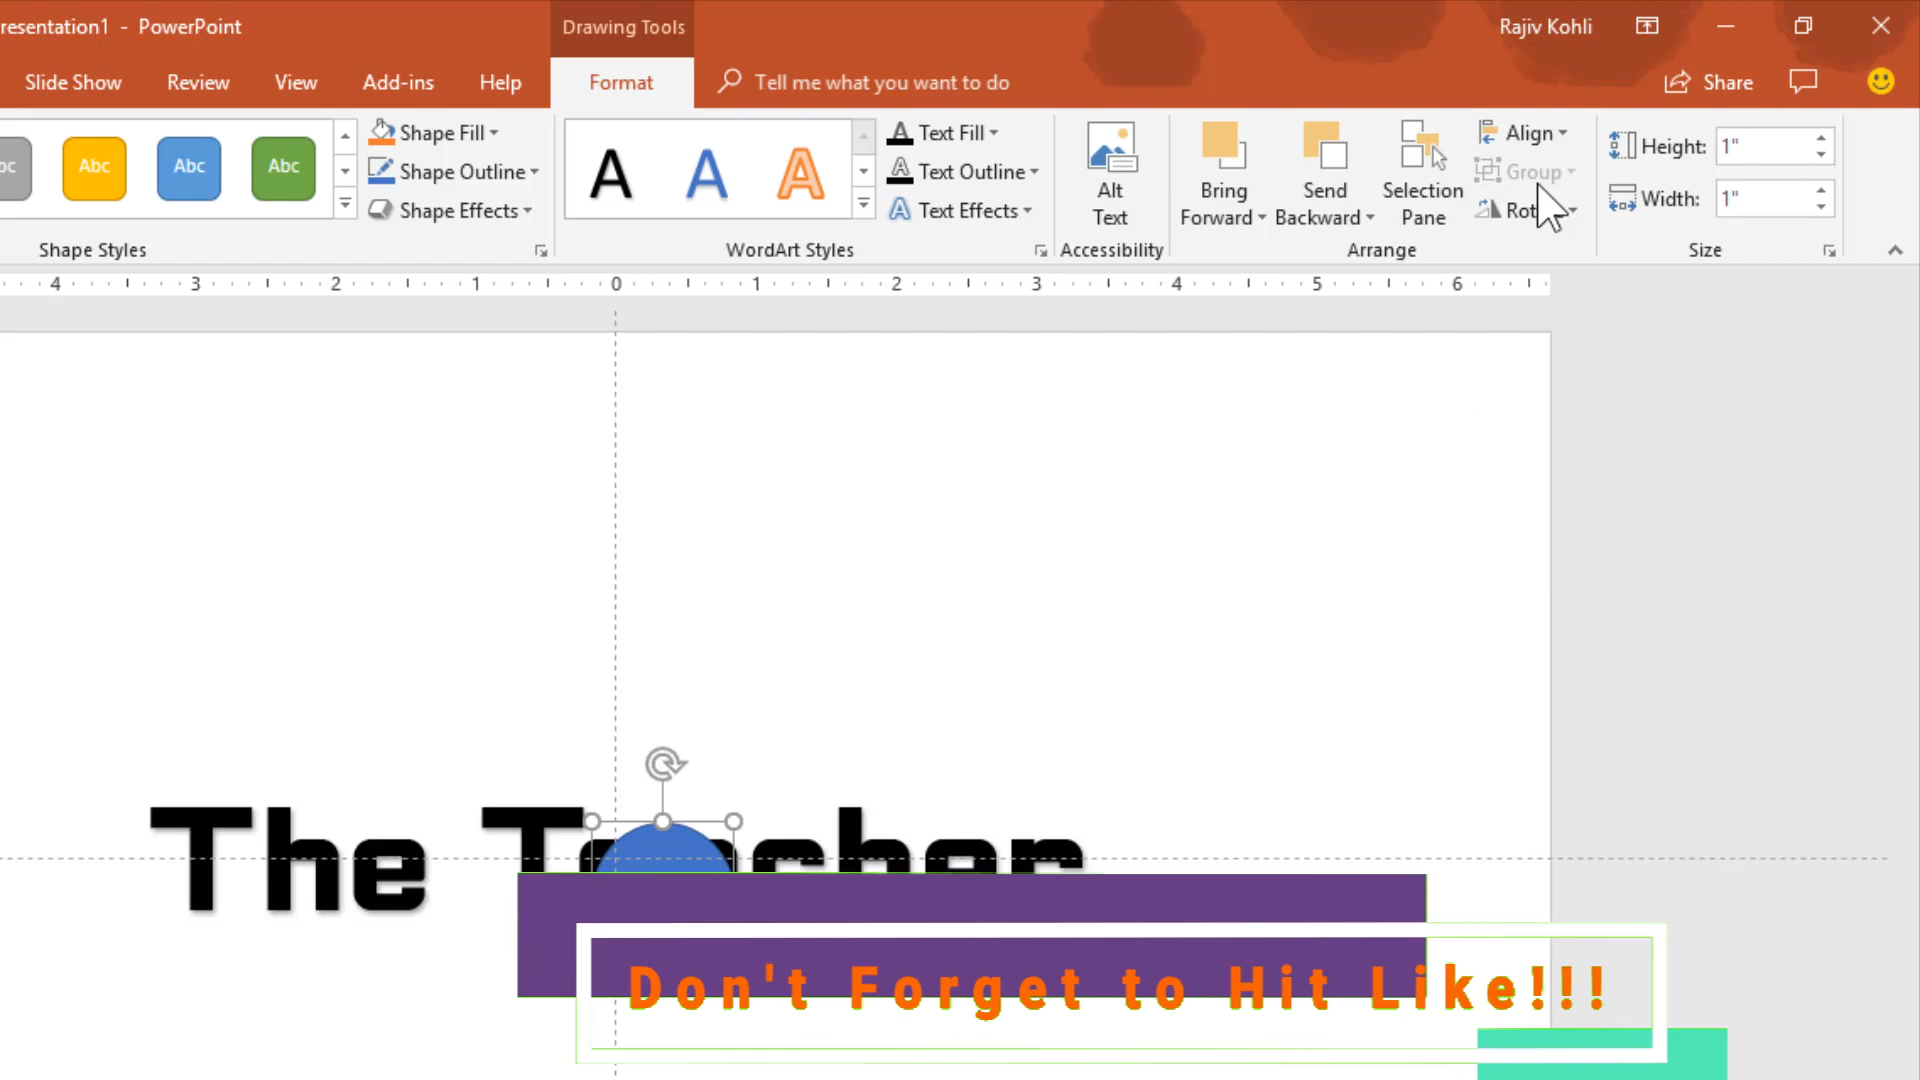 resentation1 - PowerPoint
Drawing Tools
Rajiv Kohli
Slide Show Review View Add-ins Help Format Tell me what you want to do Share
bc Abc Abc Abc
Shape Fill
Shape Outline
Shape Effects
Shape Styles
A A A
Text Fill
Text Outline
Text Effects
WordArt Styles
Alt
Text
Accessibility
Bring
Forward
Send
Backward
Selection
Pane
Align
Group
Rot
Arrange
Height: 1"
Width: 1"
Size
4 3 2 1 0 1 2 3 4 5 6
The Teacher
Don't Forget to Hit Like!!!